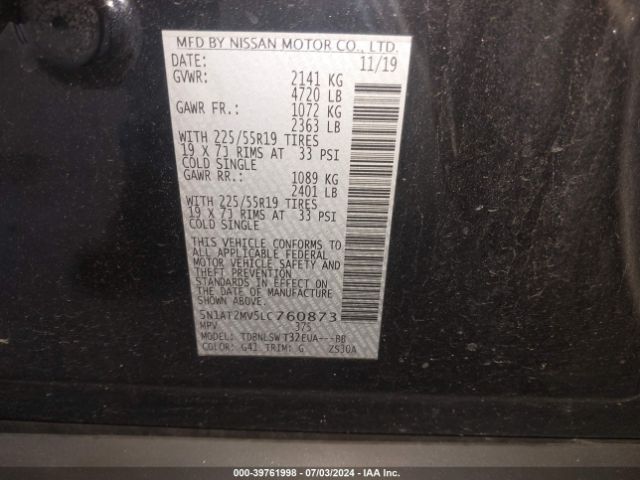 MFD BY NISSAN MOTOR CO., LTD.
DATE: 11/19
GVWR: 2141 KG
4720 LB
GAWR FR.: 1072 KG
2363 LB
WITH 225/55R19 TIRES
19 X 7J RIMS AT 33 PSI
COLD SINGLE
GAWR RR.: 1089 KG
2401 LB
WITH 225/55R19 TIRES
19 X 7J RIMS AT 33 PSI
COLD SINGLE
THIS VEHICLE CONFORMS TO
ALL APPLICABLE FEDERAL
MOTOR VEHICLE SAFETY AND
THEFT PREVENTION
STANDARDS IN EFFECT ON
THE DATE OF MANUFACTURE
SHOWN ABOVE.
5N1AT2MV5LC760873
MPV 375
MODEL: TDBNLSWT32EUA---BB
COLOR: G41 TRIM: G ZS30A
000-39761998 - 07/03/2024 - IAA Inc.